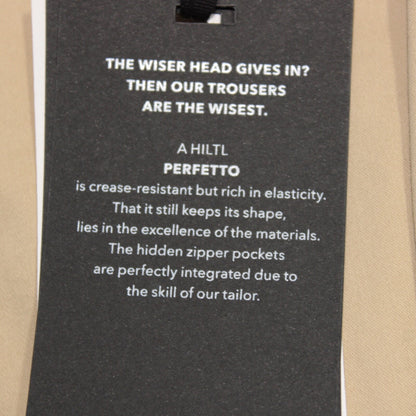 THE WISER HEAD GIVES IN?
THEN OUR TROUSERS
ARE THE WISEST.
A HILTL
PERFETTO
is crease-resistant but rich in elasticity.
That it still keeps its shape,
lies in the excellence of the materials.
The hidden zipper pockets
are perfectly integrated due to
the skill of our tailor.